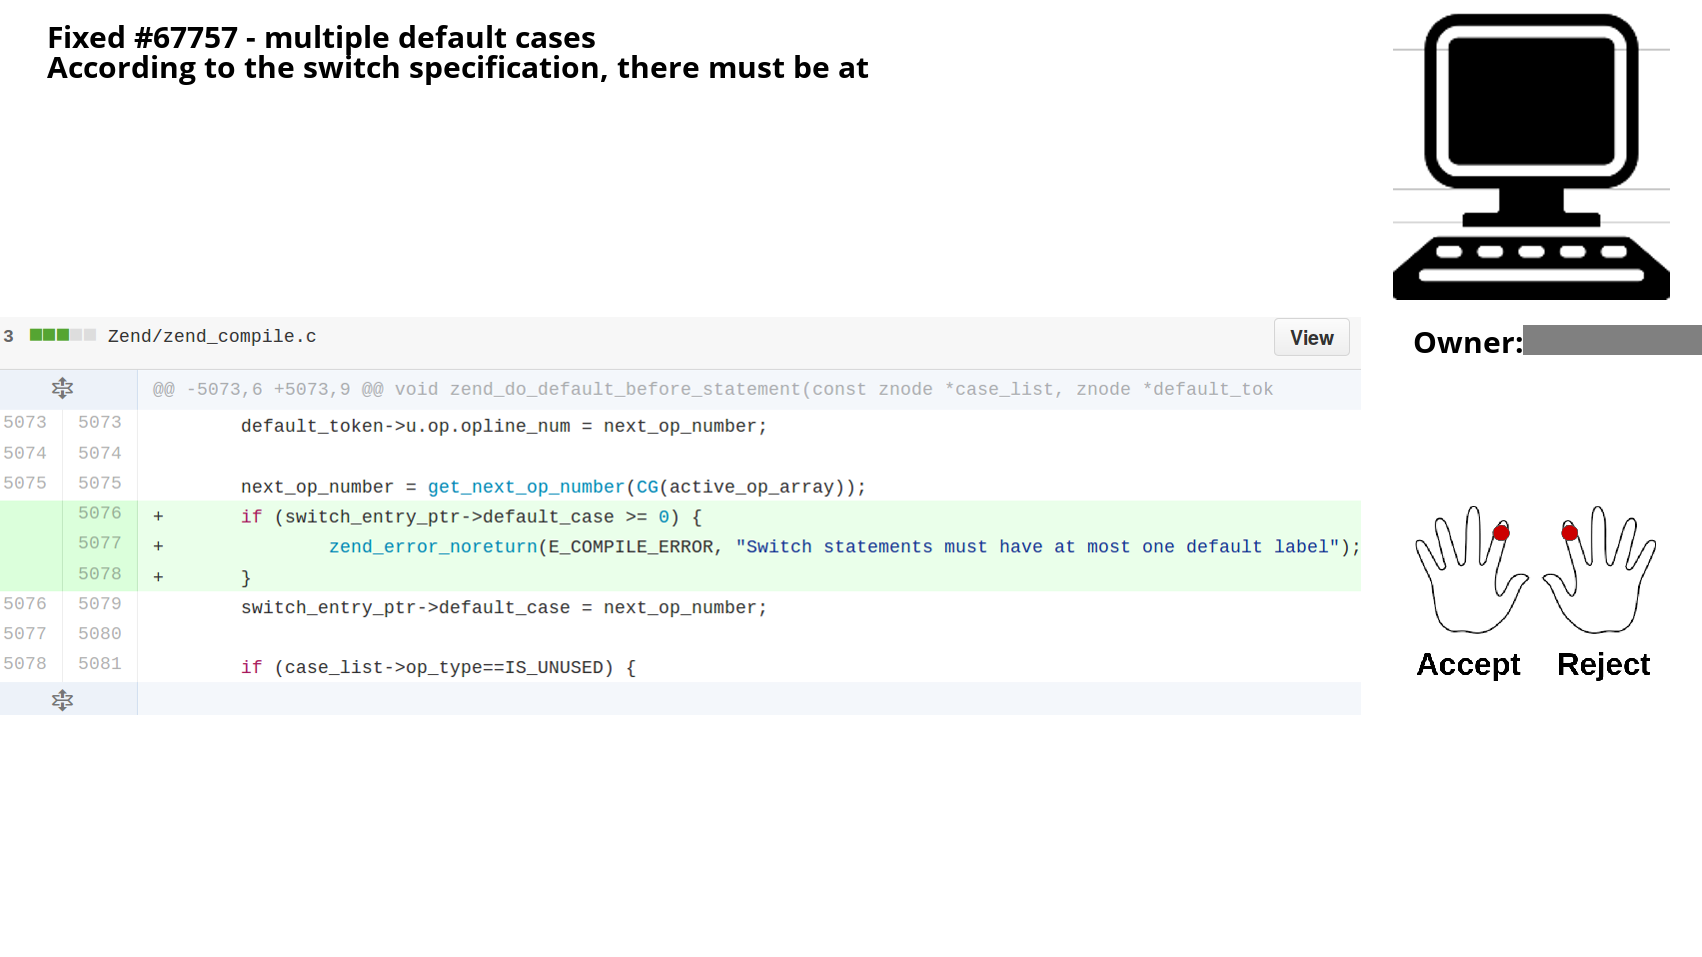 Fixed #67757 - multiple default cases
According to the switch specification, there must be at
3 Zend/zend_compile.c View
Owner:
@@ -5073,6 +5073,9 @@ void zend_do_default_before_statement(const znode *case_list, znode *default_tok
5073 5073 default_token->u.op.opline_num = next_op_number;
5074 5074
5075 5075 next_op_number = get_next_op_number(CG(active_op_array));
5076 + if (switch_entry_ptr->default_case >= 0) {
5077 + zend_error_noreturn(E_COMPILE_ERROR, "Switch statements must have at most one default label");
5078 + }
5076 5079 switch_entry_ptr->default_case = next_op_number;
5077 5080
5078 5081 if (case_list->op_type==IS_UNUSED) {
Accept Reject